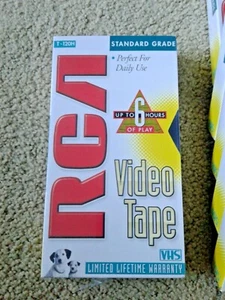 T-120H
STANDARD GRADE
• Perfect For
Daily Use
RCA
UP TO 6 HOURS
OF PLAY
Video
Tape
VHS
LIMITED LIFETIME WARRANTY